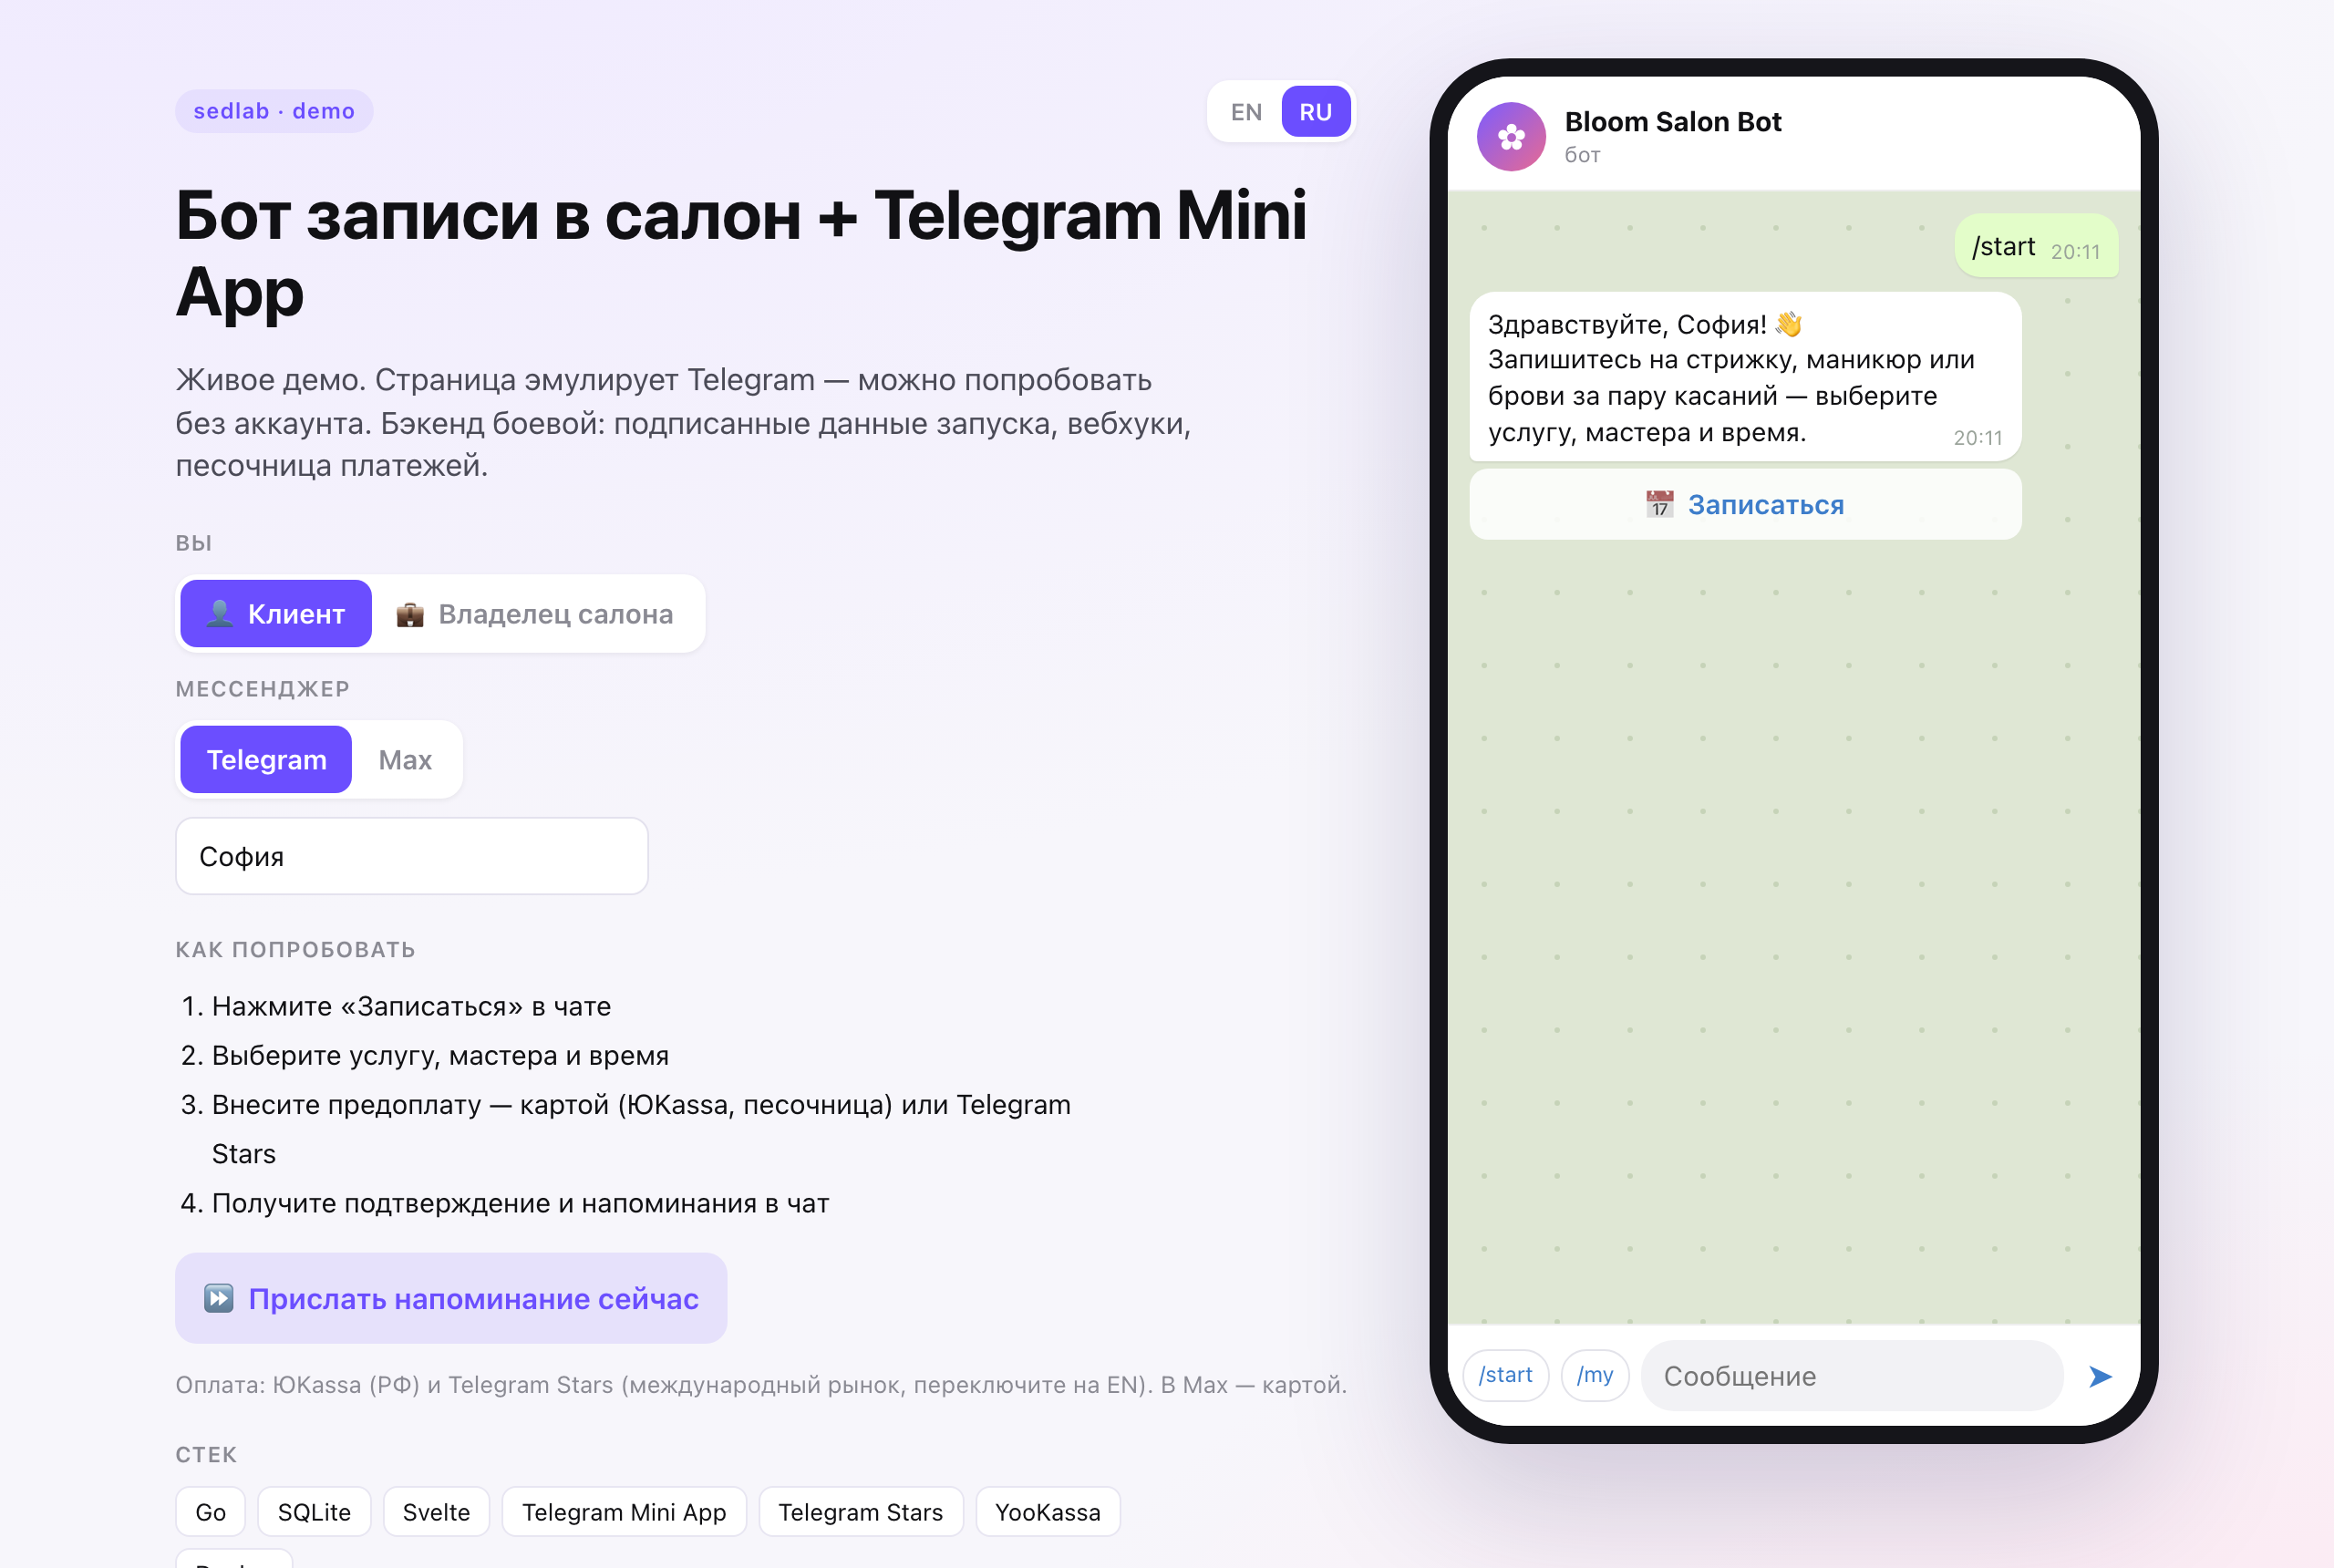 sedlab · demo
EN RU
Бот записи в салон + Telegram Mini
App
Живое демо. Страница эмулирует Telegram — можно попробовать
без аккаунта. Бэкенд боевой: подписанные данные запуска, вебхуки,
песочница платежей.
ВЫ
Клиент Владелец салона
МЕССЕНДЖЕР
Telegram Max
София
КАК ПОПРОБОВАТЬ
1. Нажмите «Записаться» в чате
2. Выберите услугу, мастера и время
3. Внесите предоплату — картой (ЮKassa, песочница) или Telegram
Stars
4. Получите подтверждение и напоминания в чат
Прислать напоминание сейчас
Оплата: ЮKassa (РФ) и Telegram Stars (международный рынок, переключите на EN). В Max — картой.
СТЕК
Go SQLite Svelte Telegram Mini App Telegram Stars YooKassa
Bloom Salon Bot
бот
/start 20:11
Здравствуйте, София! 👋
Запишитесь на стрижку, маникюр или
брови за пару касаний — выберите
услугу, мастера и время. 20:11
📅 Записаться
/start /my Сообщение